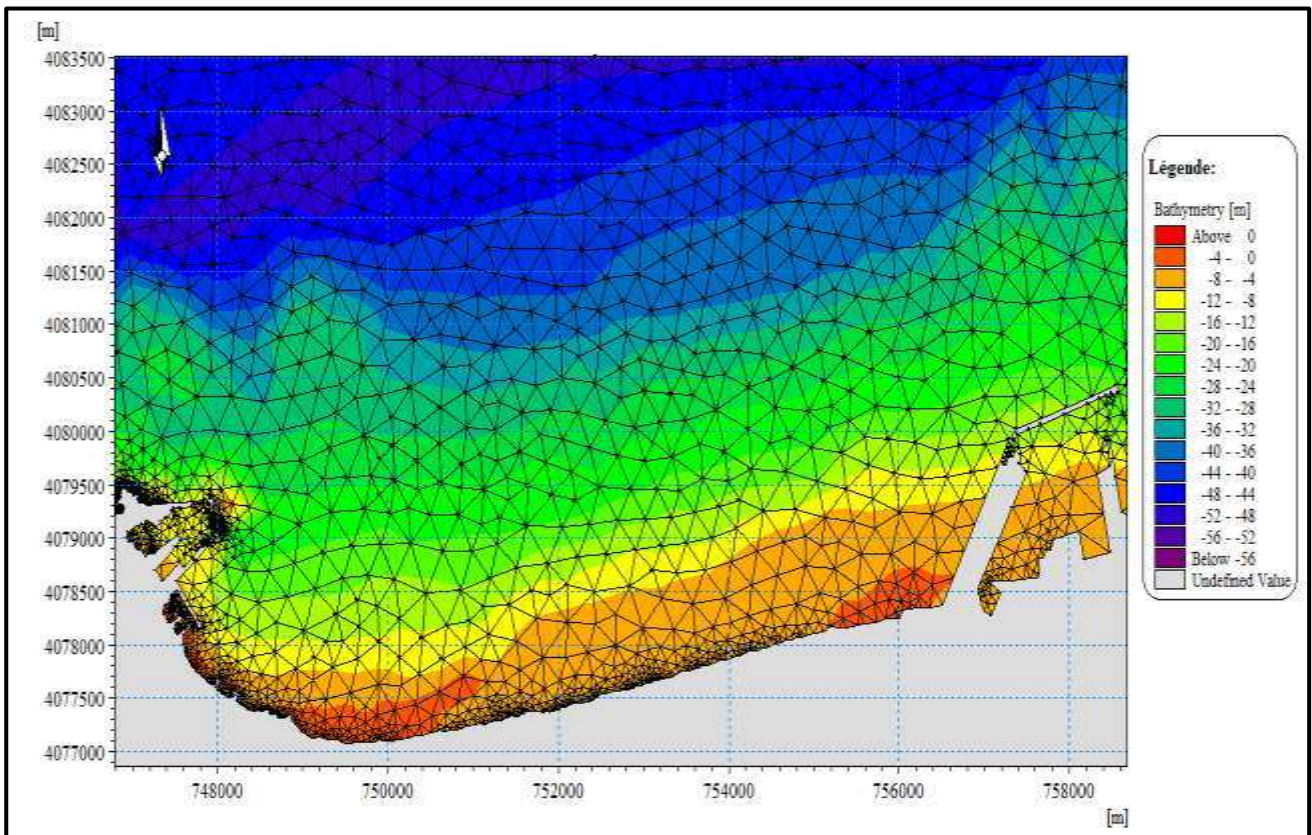 [m]
4083500
4083000
4082500
4082000
4081500
4081000
4080500
4080000
4079500
4079000
4078500
4078000
4077500
4077000
748000 750000 752000 754000 756000 758000
[m]
Légende:
Bathymetry [m]
Above 0
-4 - 0
-8 - -4
-12 - -8
-16 - -12
-20 - -16
-24 - -20
-28 - -24
-32 - -28
-36 - -32
-40 - -36
-44 - -40
-48 - -44
-52 - -48
-56 - -52
Below -56
Undefined Value